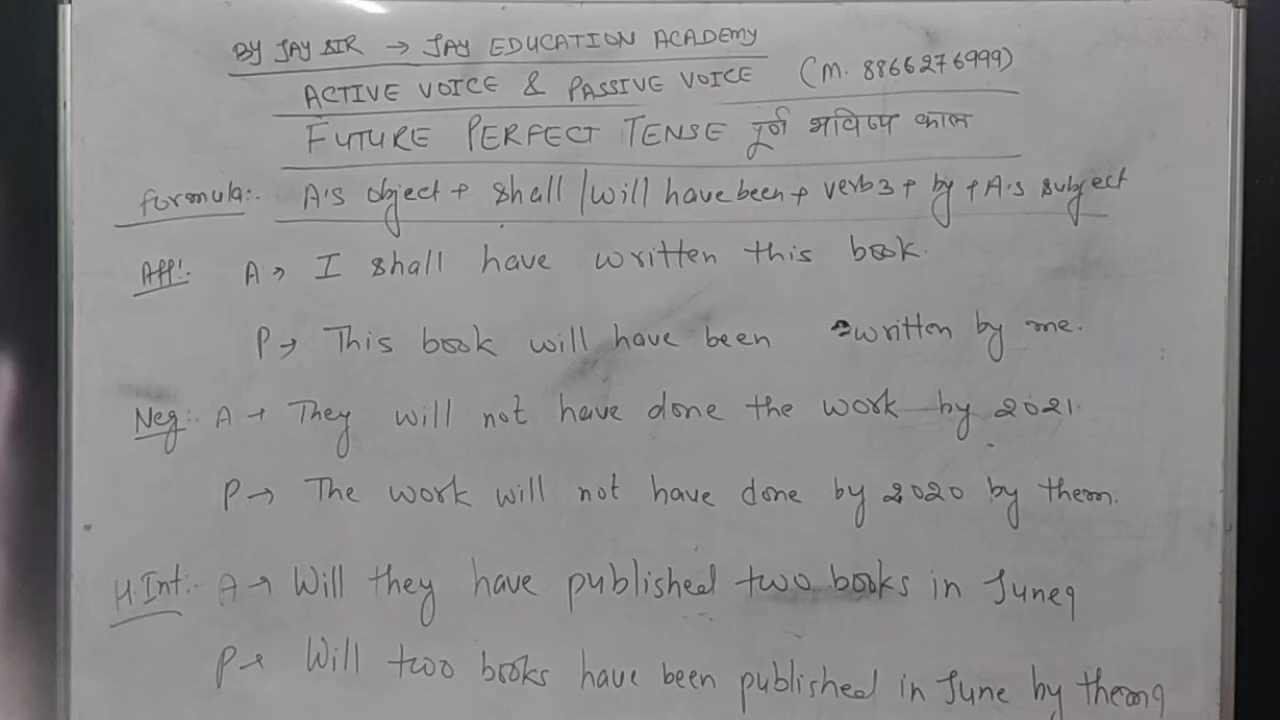 BY JAY SIR → JAY EDUCATION ACADEMY
ACTIVE VOICE & PASSIVE VOICE (M. 8866276999)
FUTURE PERFECT TENSE पूर्ण भविष्य काल
formula:. A's object + shall / will have been + verb 3 + by + A's subject
Aff!. A → I shall have written this book.
P → This book will have been written by me.
Neg:. A → They will not have done the work by 2021
P → The work will not have done by 2020 by them.
H.Int:. A → Will they have published two books in June?
P → Will two books have been published in June by them?